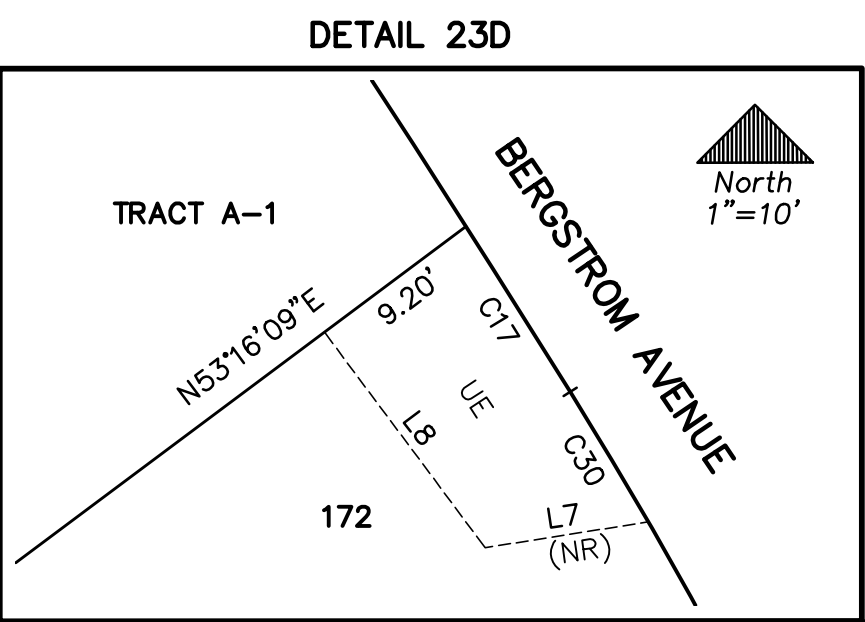 DETAIL 23D
TRACT A-1
BERGSTROM AVENUE
North
1"=10'
N53°16'09"E
9.20'
C17
UE
L8
C30
172
L7
(NR)